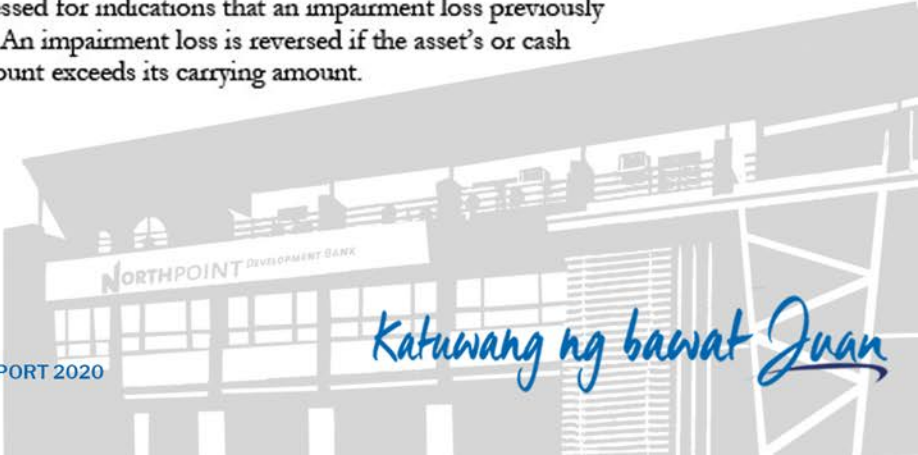 ssed for indications that an impairment loss previously
An impairment loss is reversed if the asset's or cash
ount exceeds its carrying amount.
NORTHPOINT DEVELOPMENT BANK
Katuwang ng bawat Juan
PORT 2020